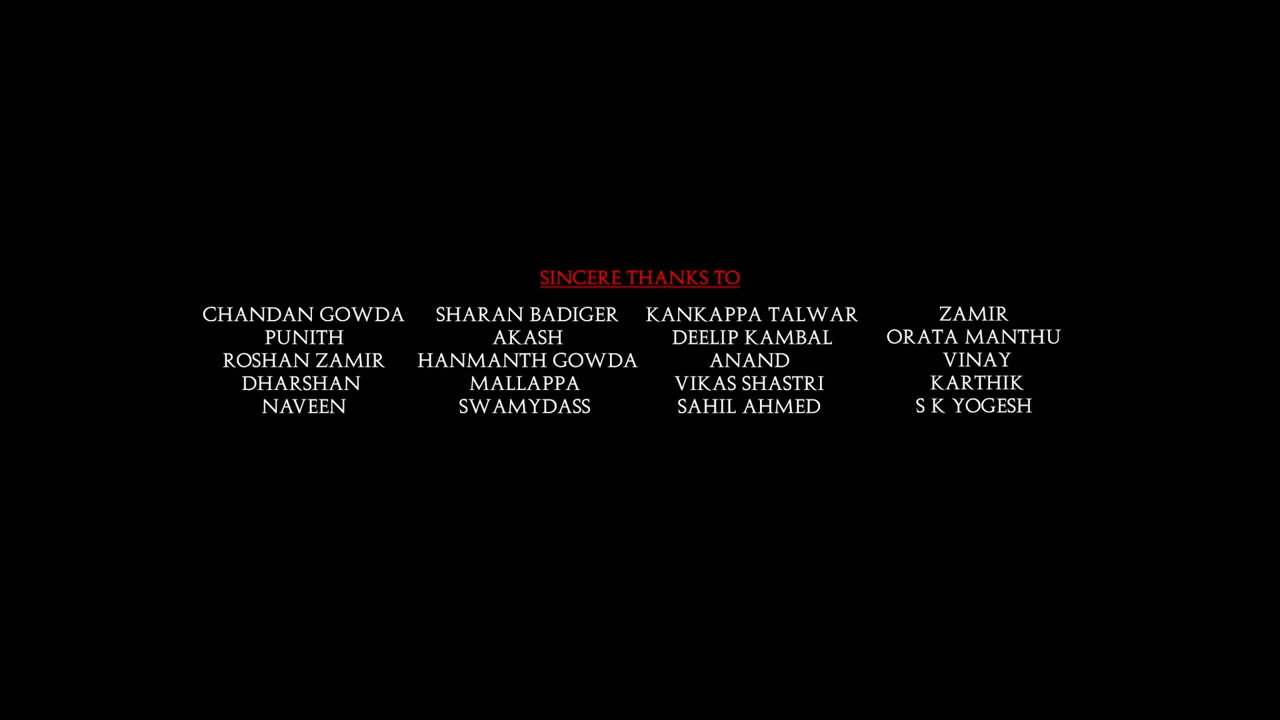 SINCERE THANKS TO
CHANDAN GOWDA SHARAN BADIGER KANKAPPA TALWAR ZAMIR
PUNITH AKASH DEELIP KAMBAL ORATA MANTHU
ROSHAN ZAMIR HANMANTH GOWDA ANAND VINAY
DHARSHAN MALLAPPA VIKAS SHASTRI KARTHIK
NAVEEN SWAMYDASS SAHIL AHMED S K YOGESH